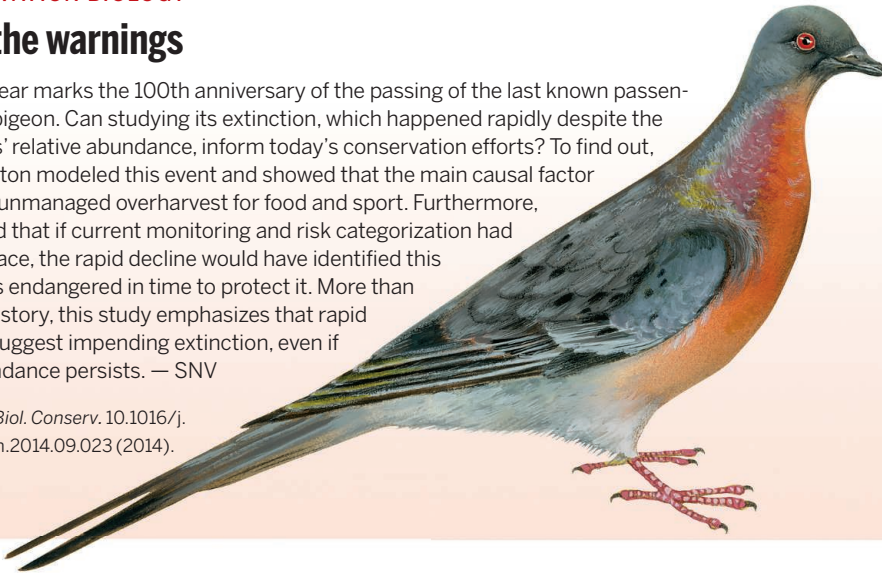 the warnings
ear marks the 100th anniversary of the passing of the last known passen-
pigeon. Can studying its extinction, which happened rapidly despite the
s’ relative abundance, inform today’s conservation efforts? To find out,
ton modeled this event and showed that the main causal factor
unmanaged overharvest for food and sport. Furthermore,
d that if current monitoring and risk categorization had
ace, the rapid decline would have identified this
s endangered in time to protect it. More than
story, this study emphasizes that rapid
uggest impending extinction, even if
ndance persists. — SNV
Biol. Conserv. 10.1016/j.
n.2014.09.023 (2014).